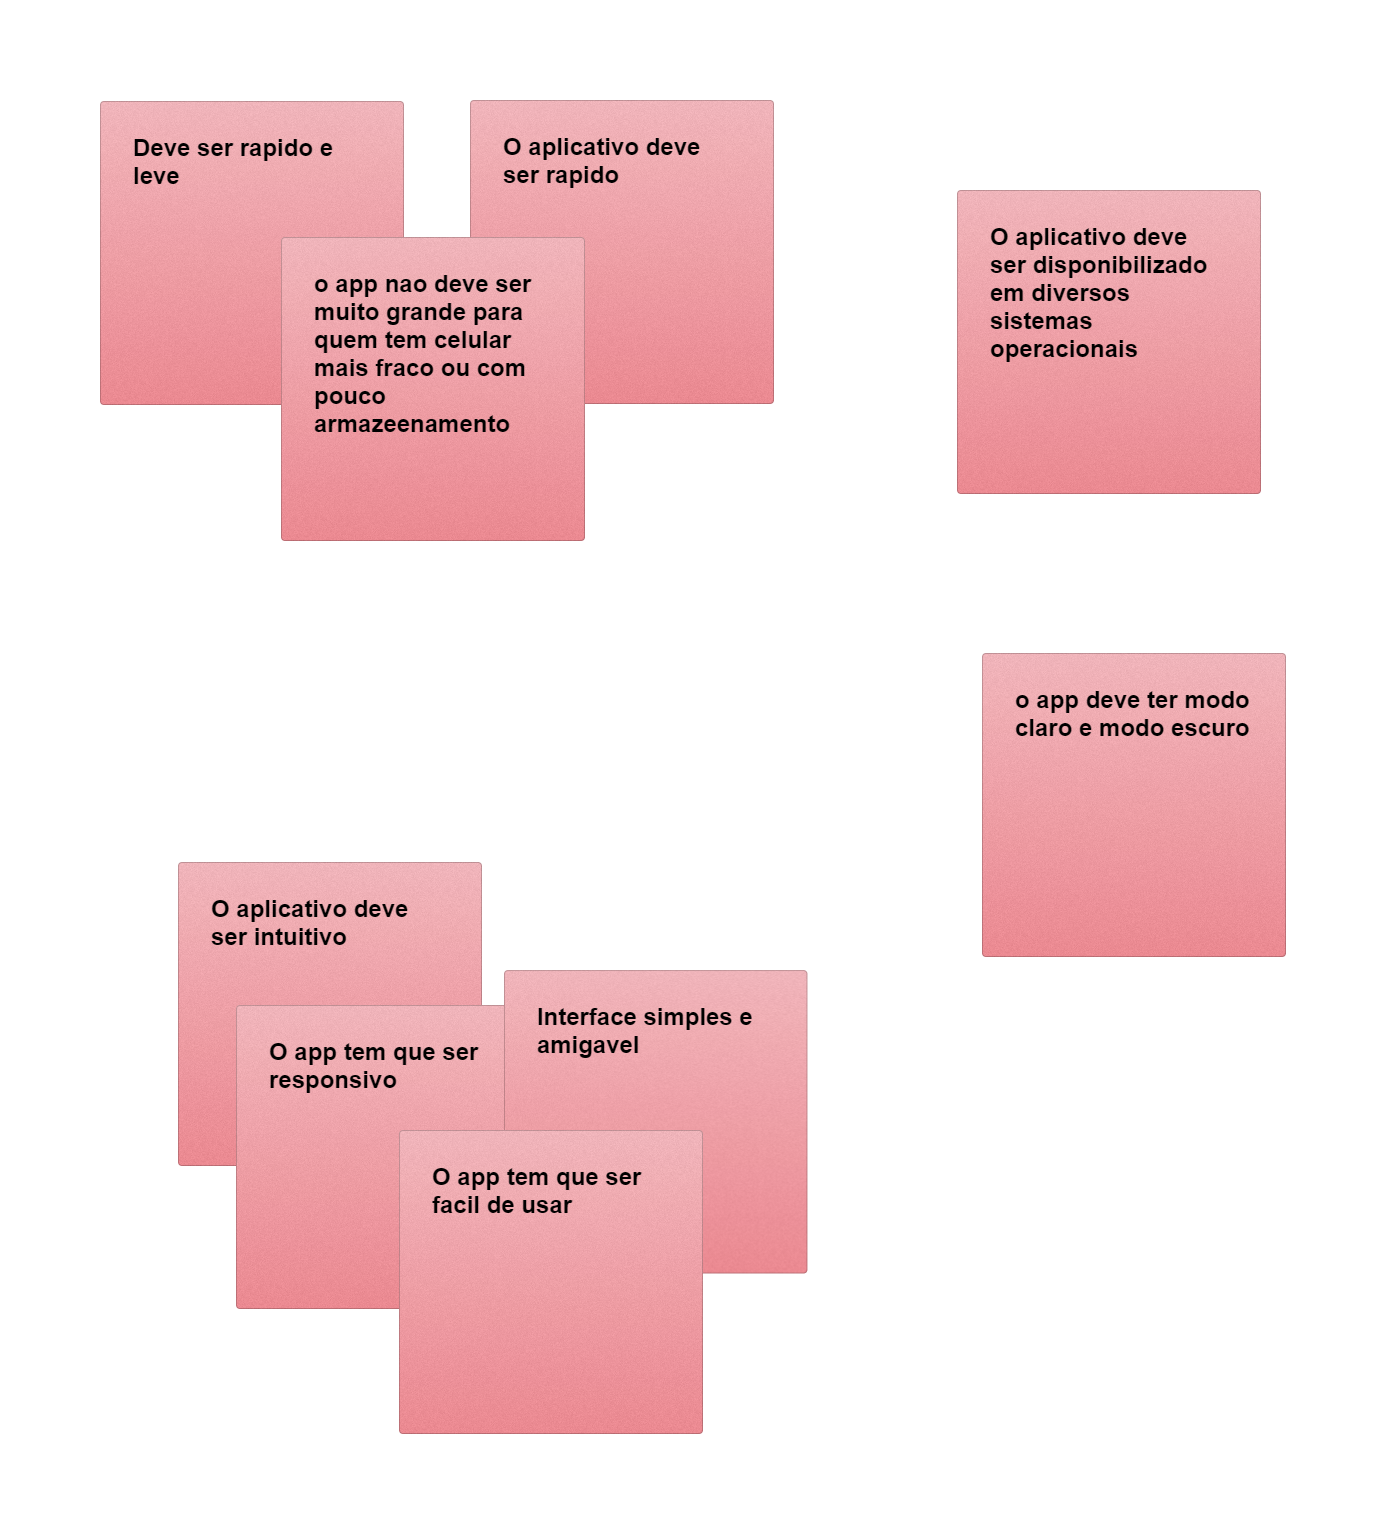 Deve ser rapido e
leve
O aplicativo deve
ser rapido
o app nao deve ser
muito grande para
quem tem celular
mais fraco ou com
pouco
armazeenamento
O aplicativo deve
ser disponibilizado
em diversos
sistemas
operacionais
o app deve ter modo
claro e modo escuro
O aplicativo deve
ser intuitivo
O app tem que ser
responsivo
Interface simples e
amigavel
O app tem que ser
facil de usar